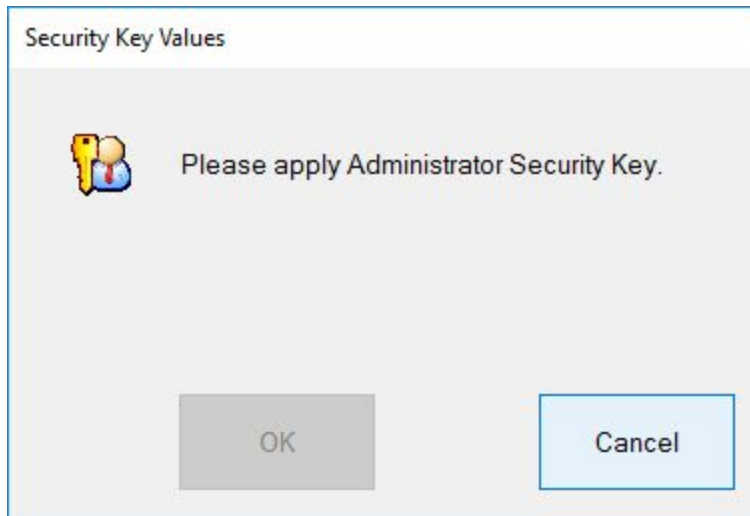 Security Key Values
Please apply Administrator Security Key.
OK
Cancel